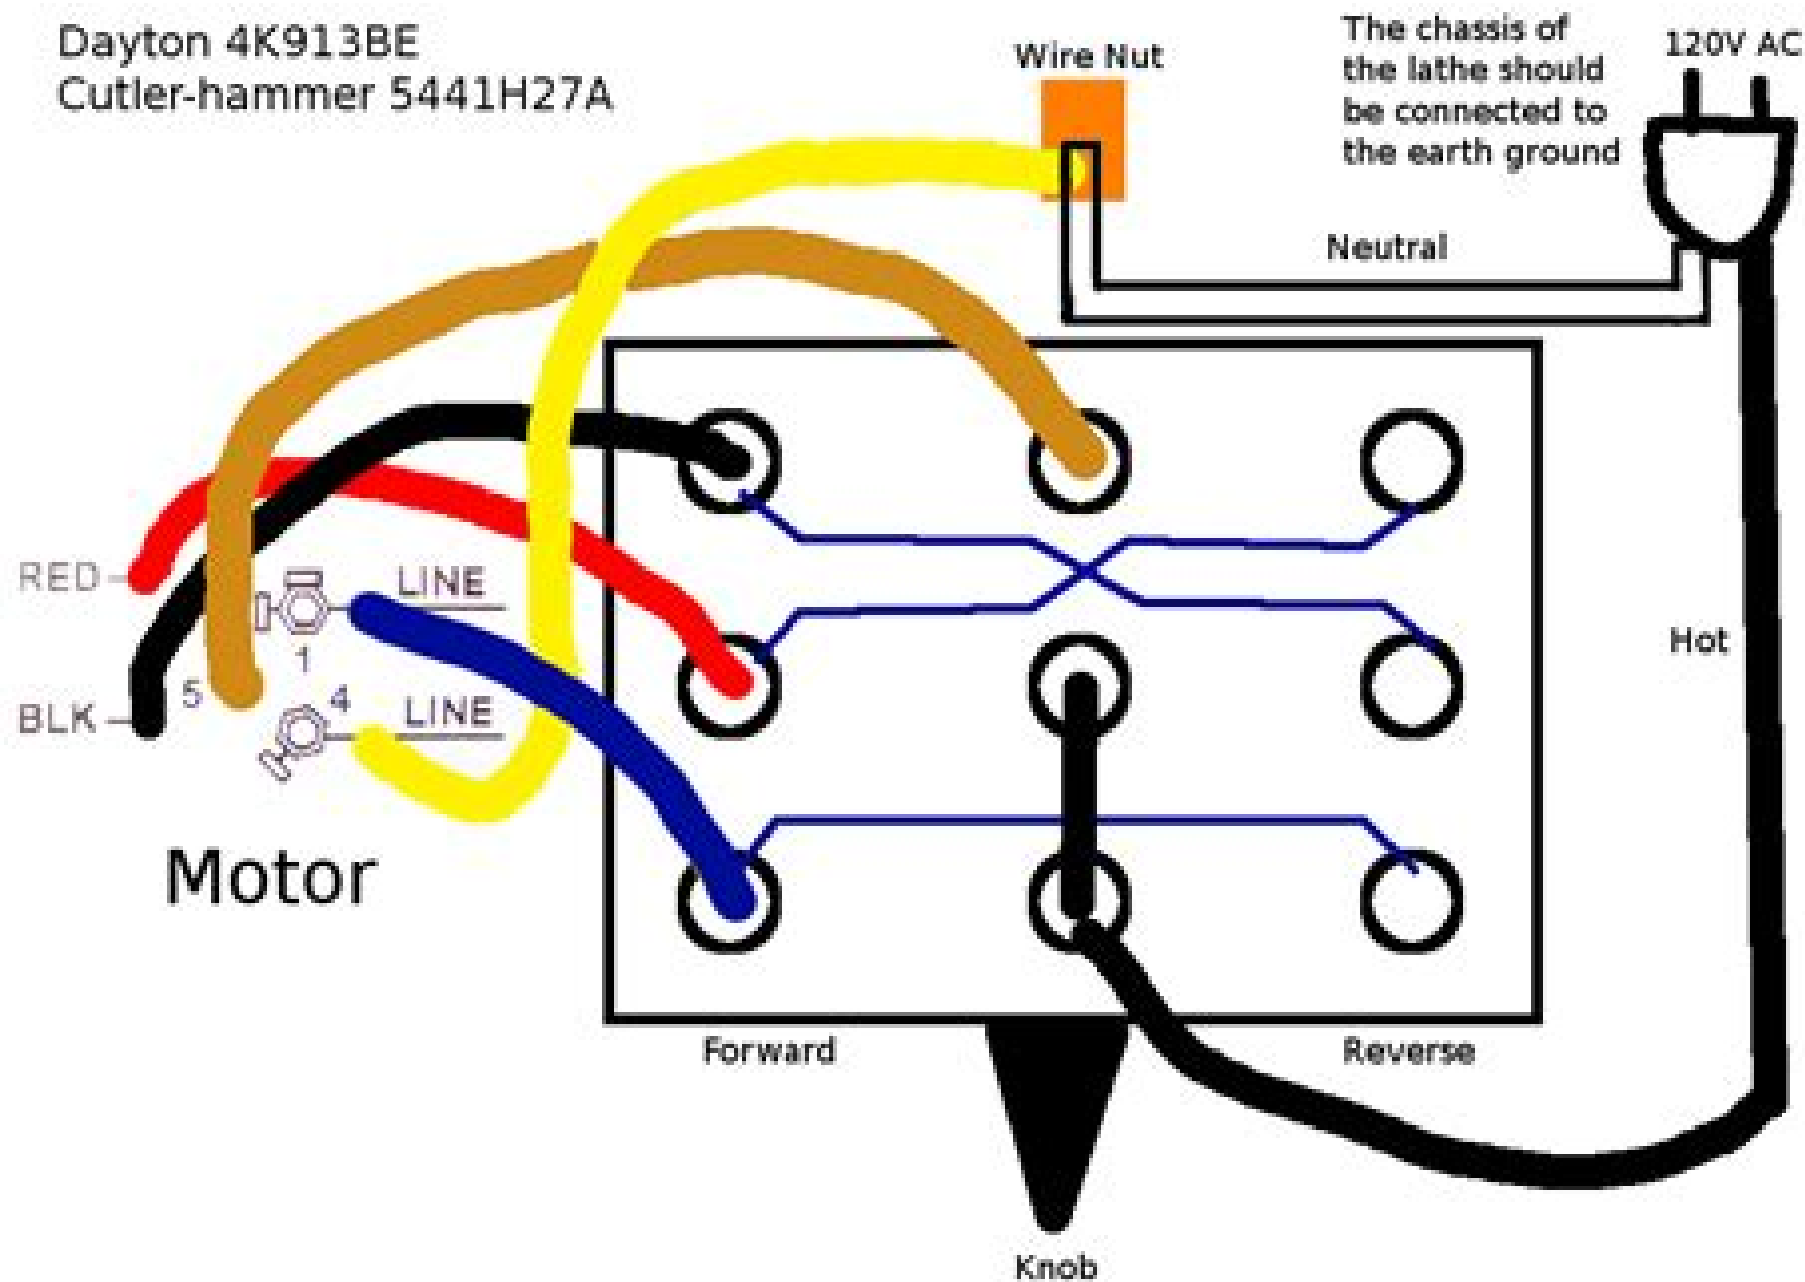 Dayton 4K913BE
Cutler-hammer 5441H27A
Wire Nut
The chassis of
the lathe should
be connected to
the earth ground
120V AC
Neutral
Hot
RED
LINE
1
5
4
LINE
BLK
Motor
Forward
Reverse
Knob